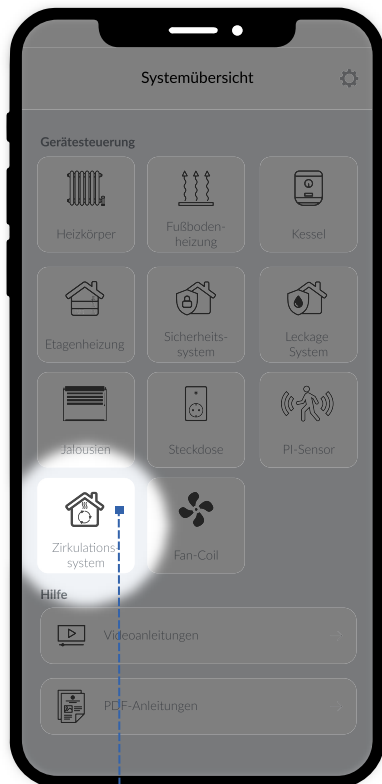 Systemübersicht
Gerätesteuerung
Heizkörper
Fußboden-
heizung
Kessel
Etagenheizung
Sicherheits-
system
Leckage
System
Jalousien
Steckdose
PI-Sensor
Zirkulations-
system
Fan-Coil
Hilfe
Videoanleitungen
PDF-Anleitungen